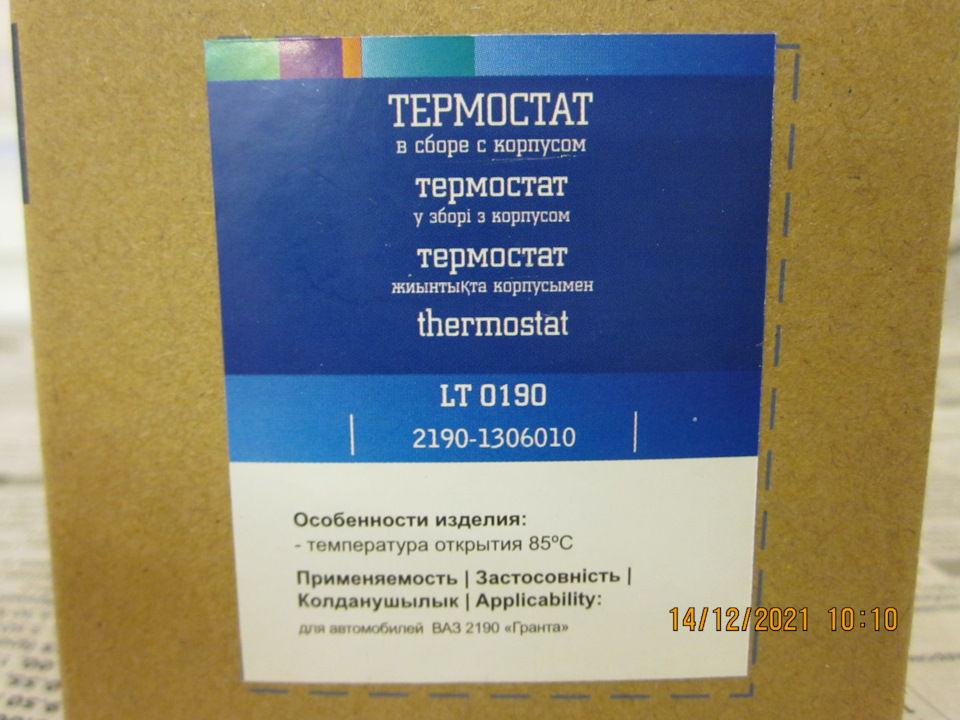 ТЕРМОСТАТ
в сборе с корпусом
термостат
у зборі з корпусом
термостат
жиынтықта корпусымен
thermostat
LT 0190
2190-1306010
Особенности изделия:
- температура открытия 85ºC
Применяемость | Застосовність |
Колданушылык | Applicability:
для автомобилей ВАЗ 2190 «Гранта»
14/12/2021 10:10